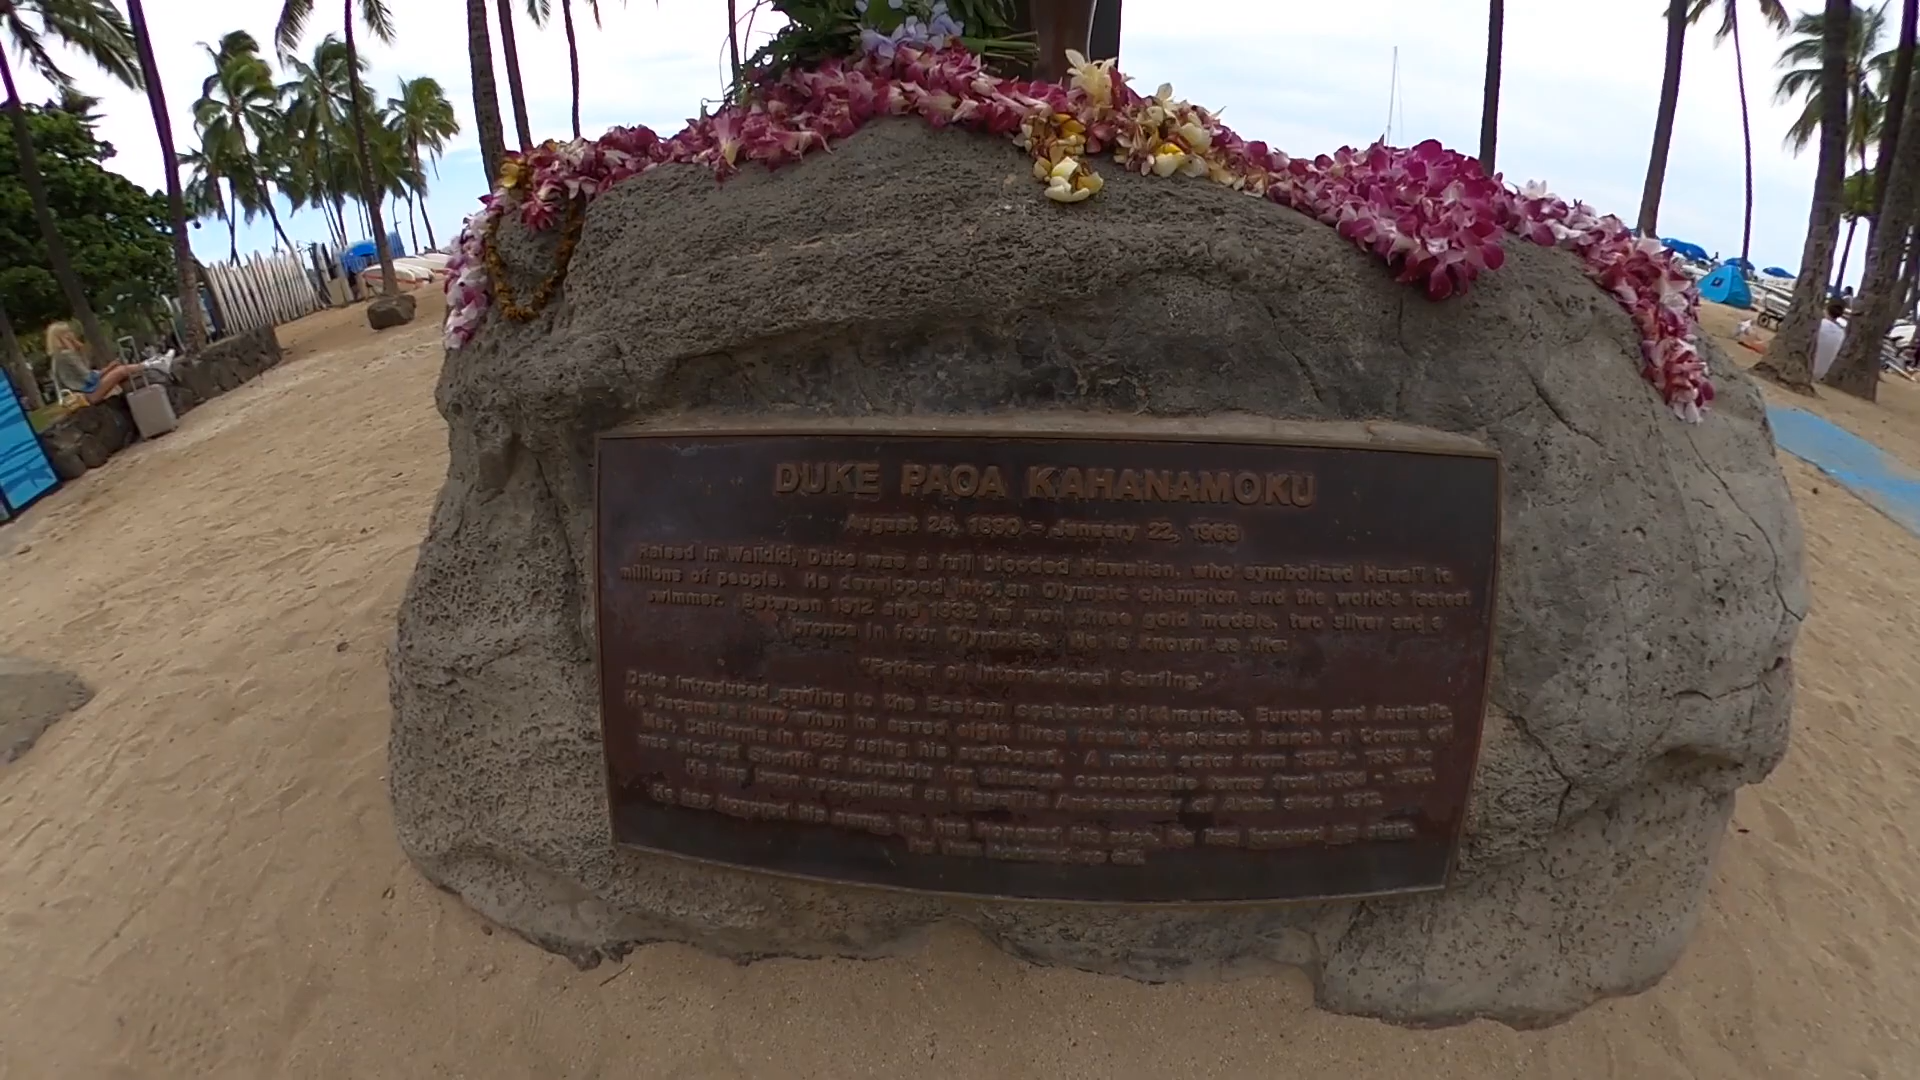 DUKE PAOA KAHANAMOKU
August 24, 1890 - January 22, 1968
Raised in Waikiki, Duke was a full blooded Hawaiian, who symbolized Hawai'i to
millions of people. He developed into an Olympic champion and the world's fastest
swimmer. Between 1912 and 1932 he won three gold medals, two silver and a
bronze in four Olympics. He is known as the:
"Father of International Surfing."
Duke introduced surfing to the Eastern seaboard of America, Europe and Australia.
He became a hero when he saved eight lives from a capsized launch at Corona del
Mar, California in 1925 using his surfboard. A movie actor from 1925 - 1933 he
was elected Sheriff of Honolulu for thirteen consecutive terms from 1934 - 1960.
He has been recognized as Hawaii's Ambassador of Aloha since 1912.
He has honored his name, he has honored his race, he has honored his state,